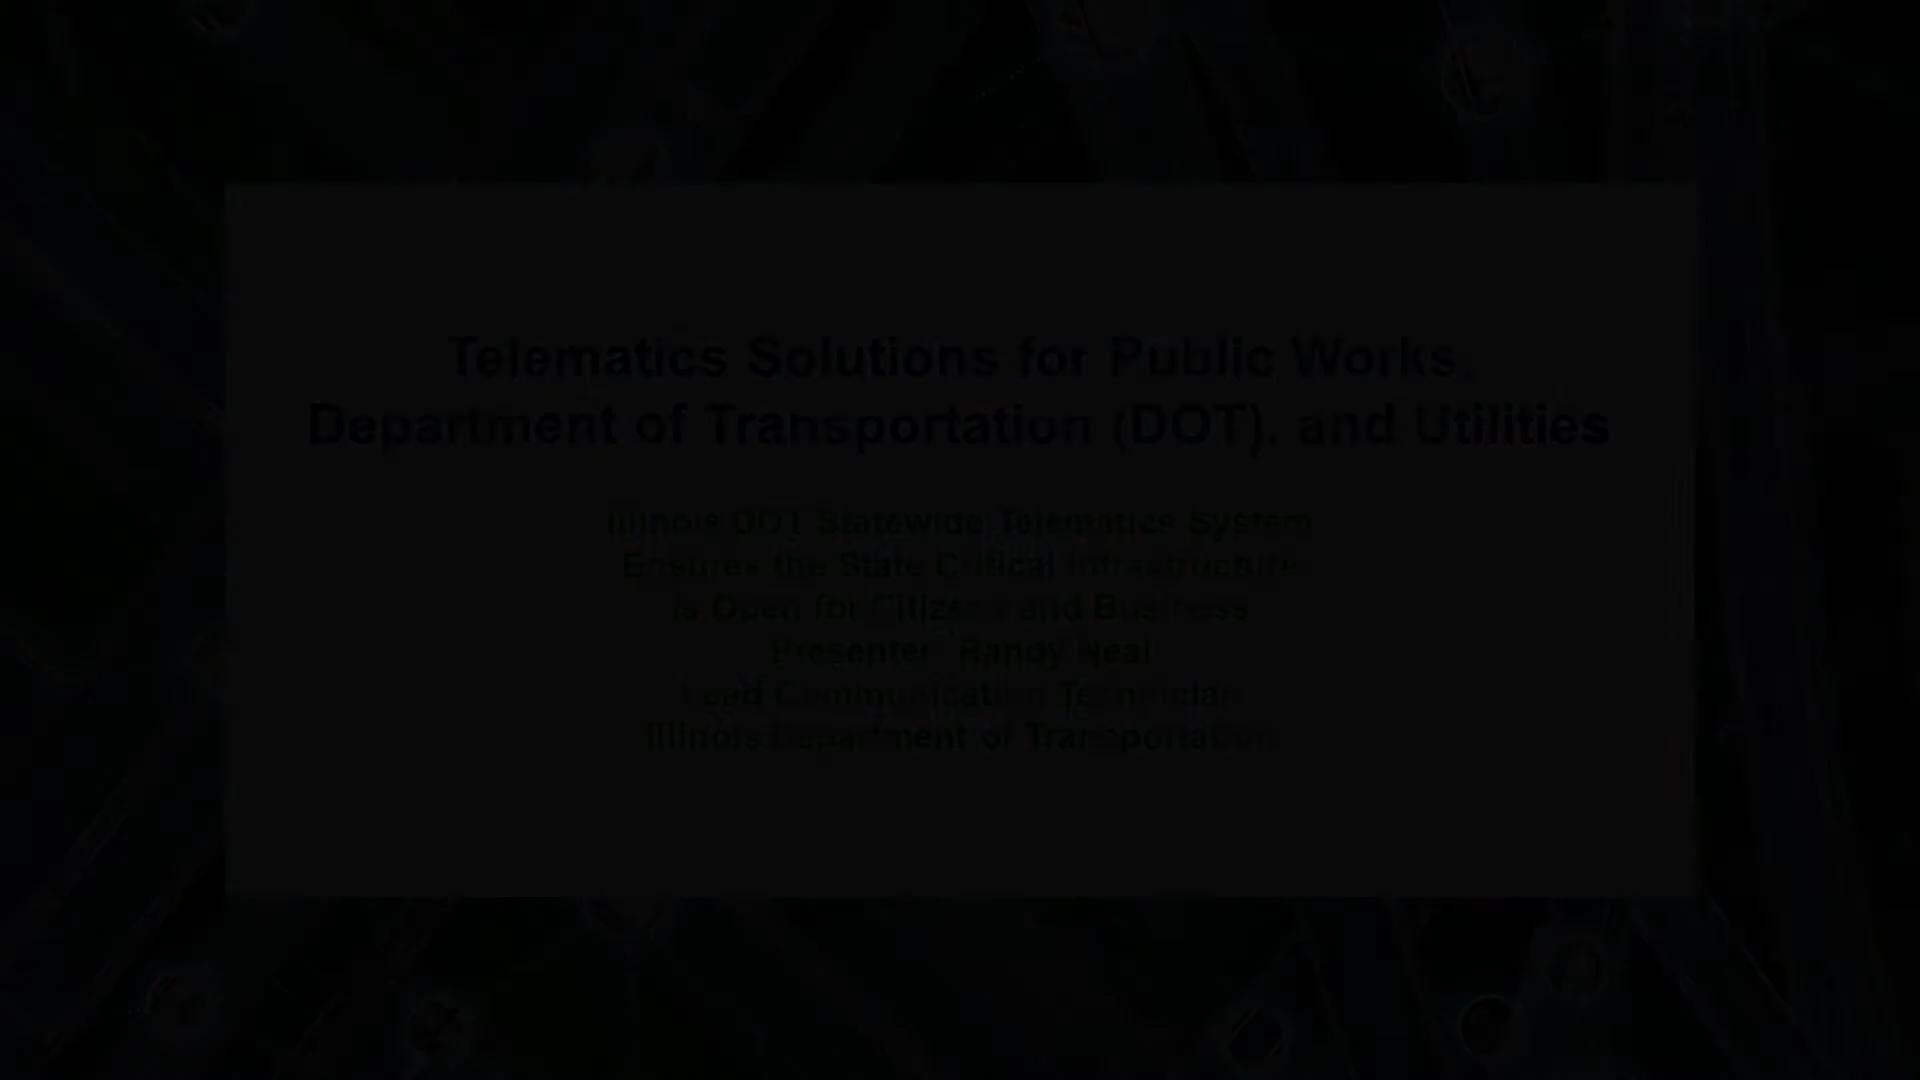 Telematics Solutions for Public Works,
Department of Transportation (DOT), and Utilities
Illinois DOT Statewide Telematics System
Ensures the State Critical Infrastructure
is Open for Citizens and Business
Presenter: Randy Neal
Lead Communication Technician
Illinois Department of Transportation